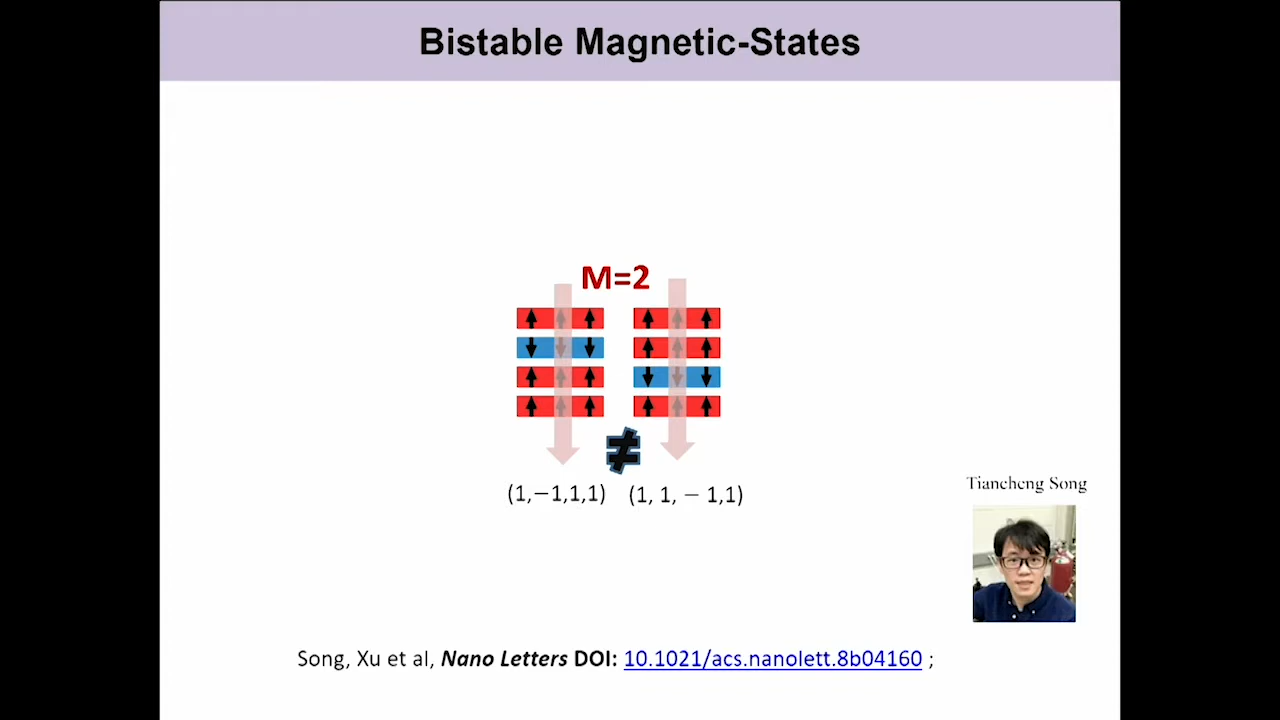 Bistable Magnetic-States
M=2
≠
(1,−1,1,1) (1, 1, − 1,1)
Tiancheng Song
Song, Xu et al, Nano Letters DOI: 10.1021/acs.nanolett.8b04160 ;